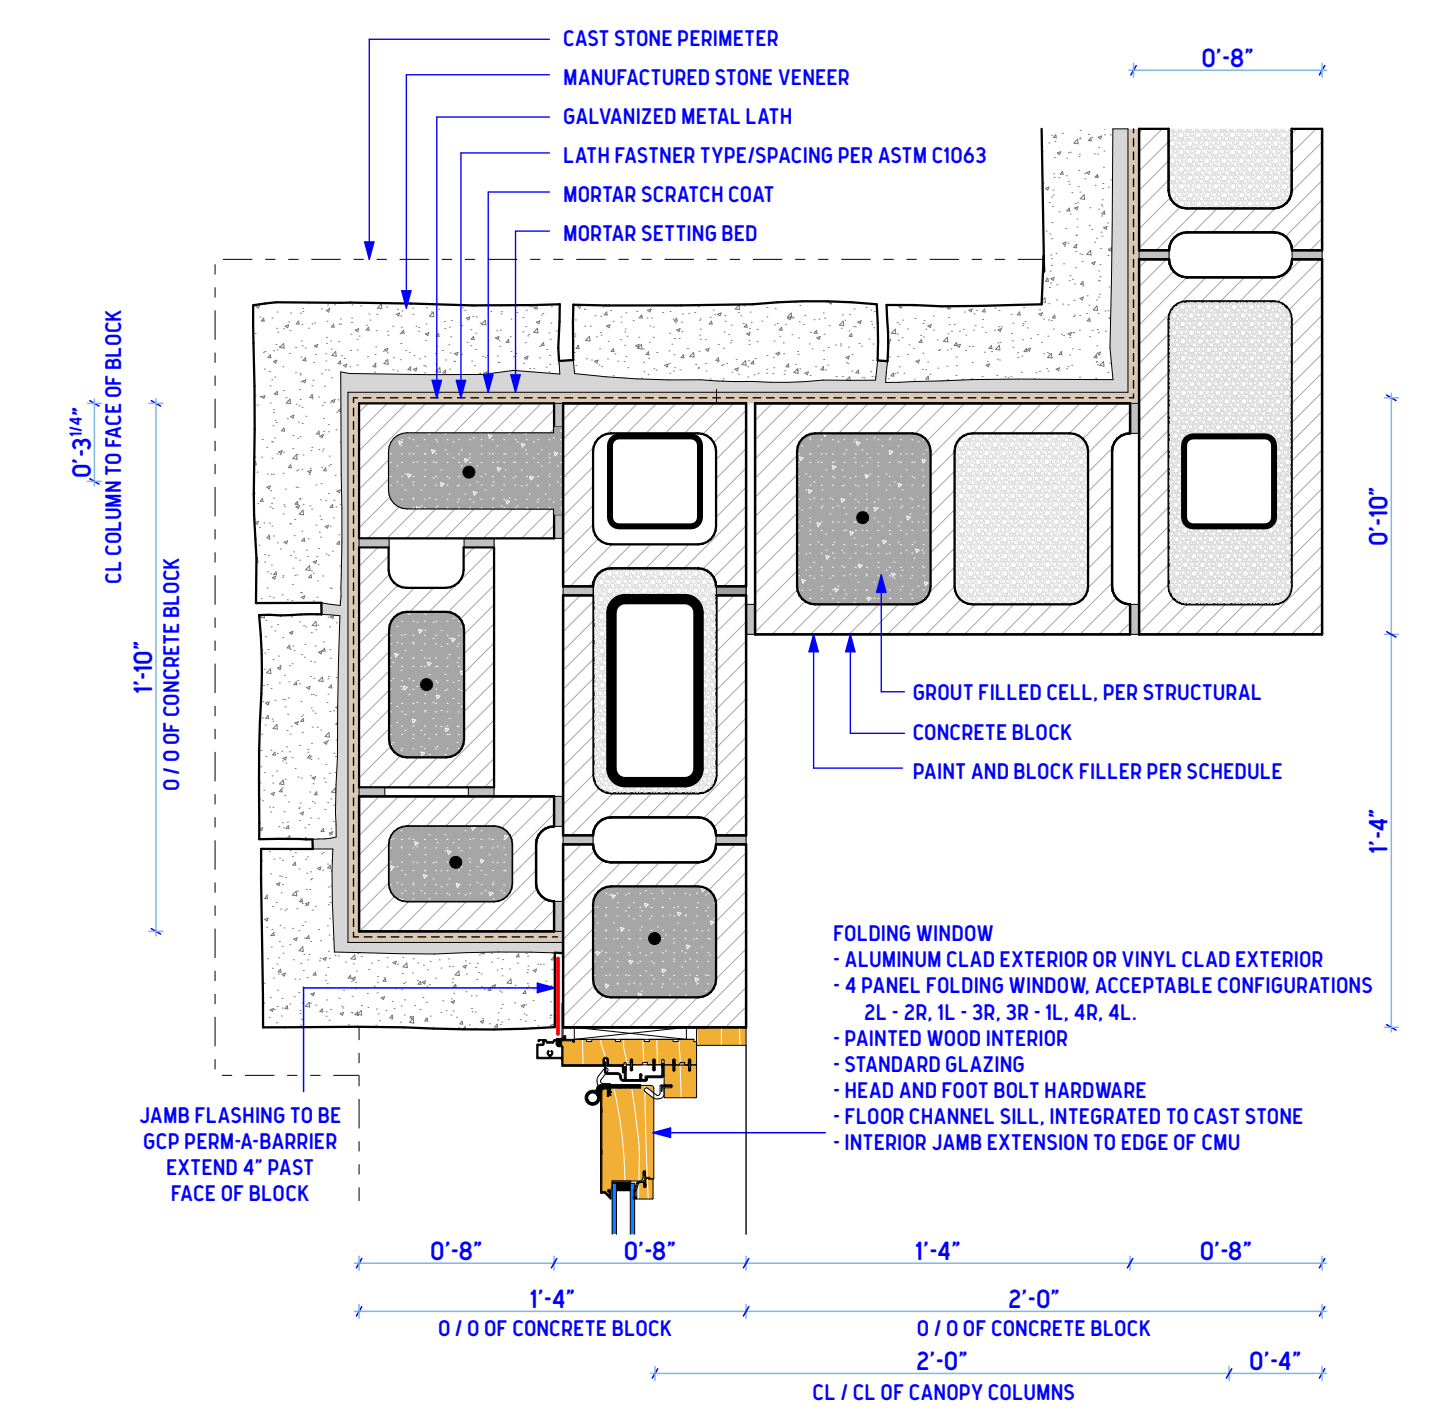 CAST STONE PERIMETER
MANUFACTURED STONE VENEER
GALVANIZED METAL LATH
LATH FASTNER TYPE/SPACING PER ASTM C1063
MORTAR SCRATCH COAT
MORTAR SETTING BED
0'-8"
0'-3 1/4"
CL COLUMN TO FACE OF BLOCK
1'-10"
O / O OF CONCRETE BLOCK
0'-10"
1'-4"
GROUT FILLED CELL, PER STRUCTURAL
CONCRETE BLOCK
PAINT AND BLOCK FILLER PER SCHEDULE
FOLDING WINDOW
- ALUMINUM CLAD EXTERIOR OR VINYL CLAD EXTERIOR
- 4 PANEL FOLDING WINDOW, ACCEPTABLE CONFIGURATIONS
2L - 2R, 1L - 3R, 3R - 1L, 4R, 4L.
- PAINTED WOOD INTERIOR
- STANDARD GLAZING
- HEAD AND FOOT BOLT HARDWARE
- FLOOR CHANNEL SILL, INTEGRATED TO CAST STONE
- INTERIOR JAMB EXTENSION TO EDGE OF CMU
JAMB FLASHING TO BE
GCP PERM-A-BARRIER
EXTEND 4" PAST
FACE OF BLOCK
0'-8" 0'-8" 1'-4" 0'-8"
1'-4" 2'-0"
O / O OF CONCRETE BLOCK O / O OF CONCRETE BLOCK
2'-0" 0'-4"
CL / CL OF CANOPY COLUMNS